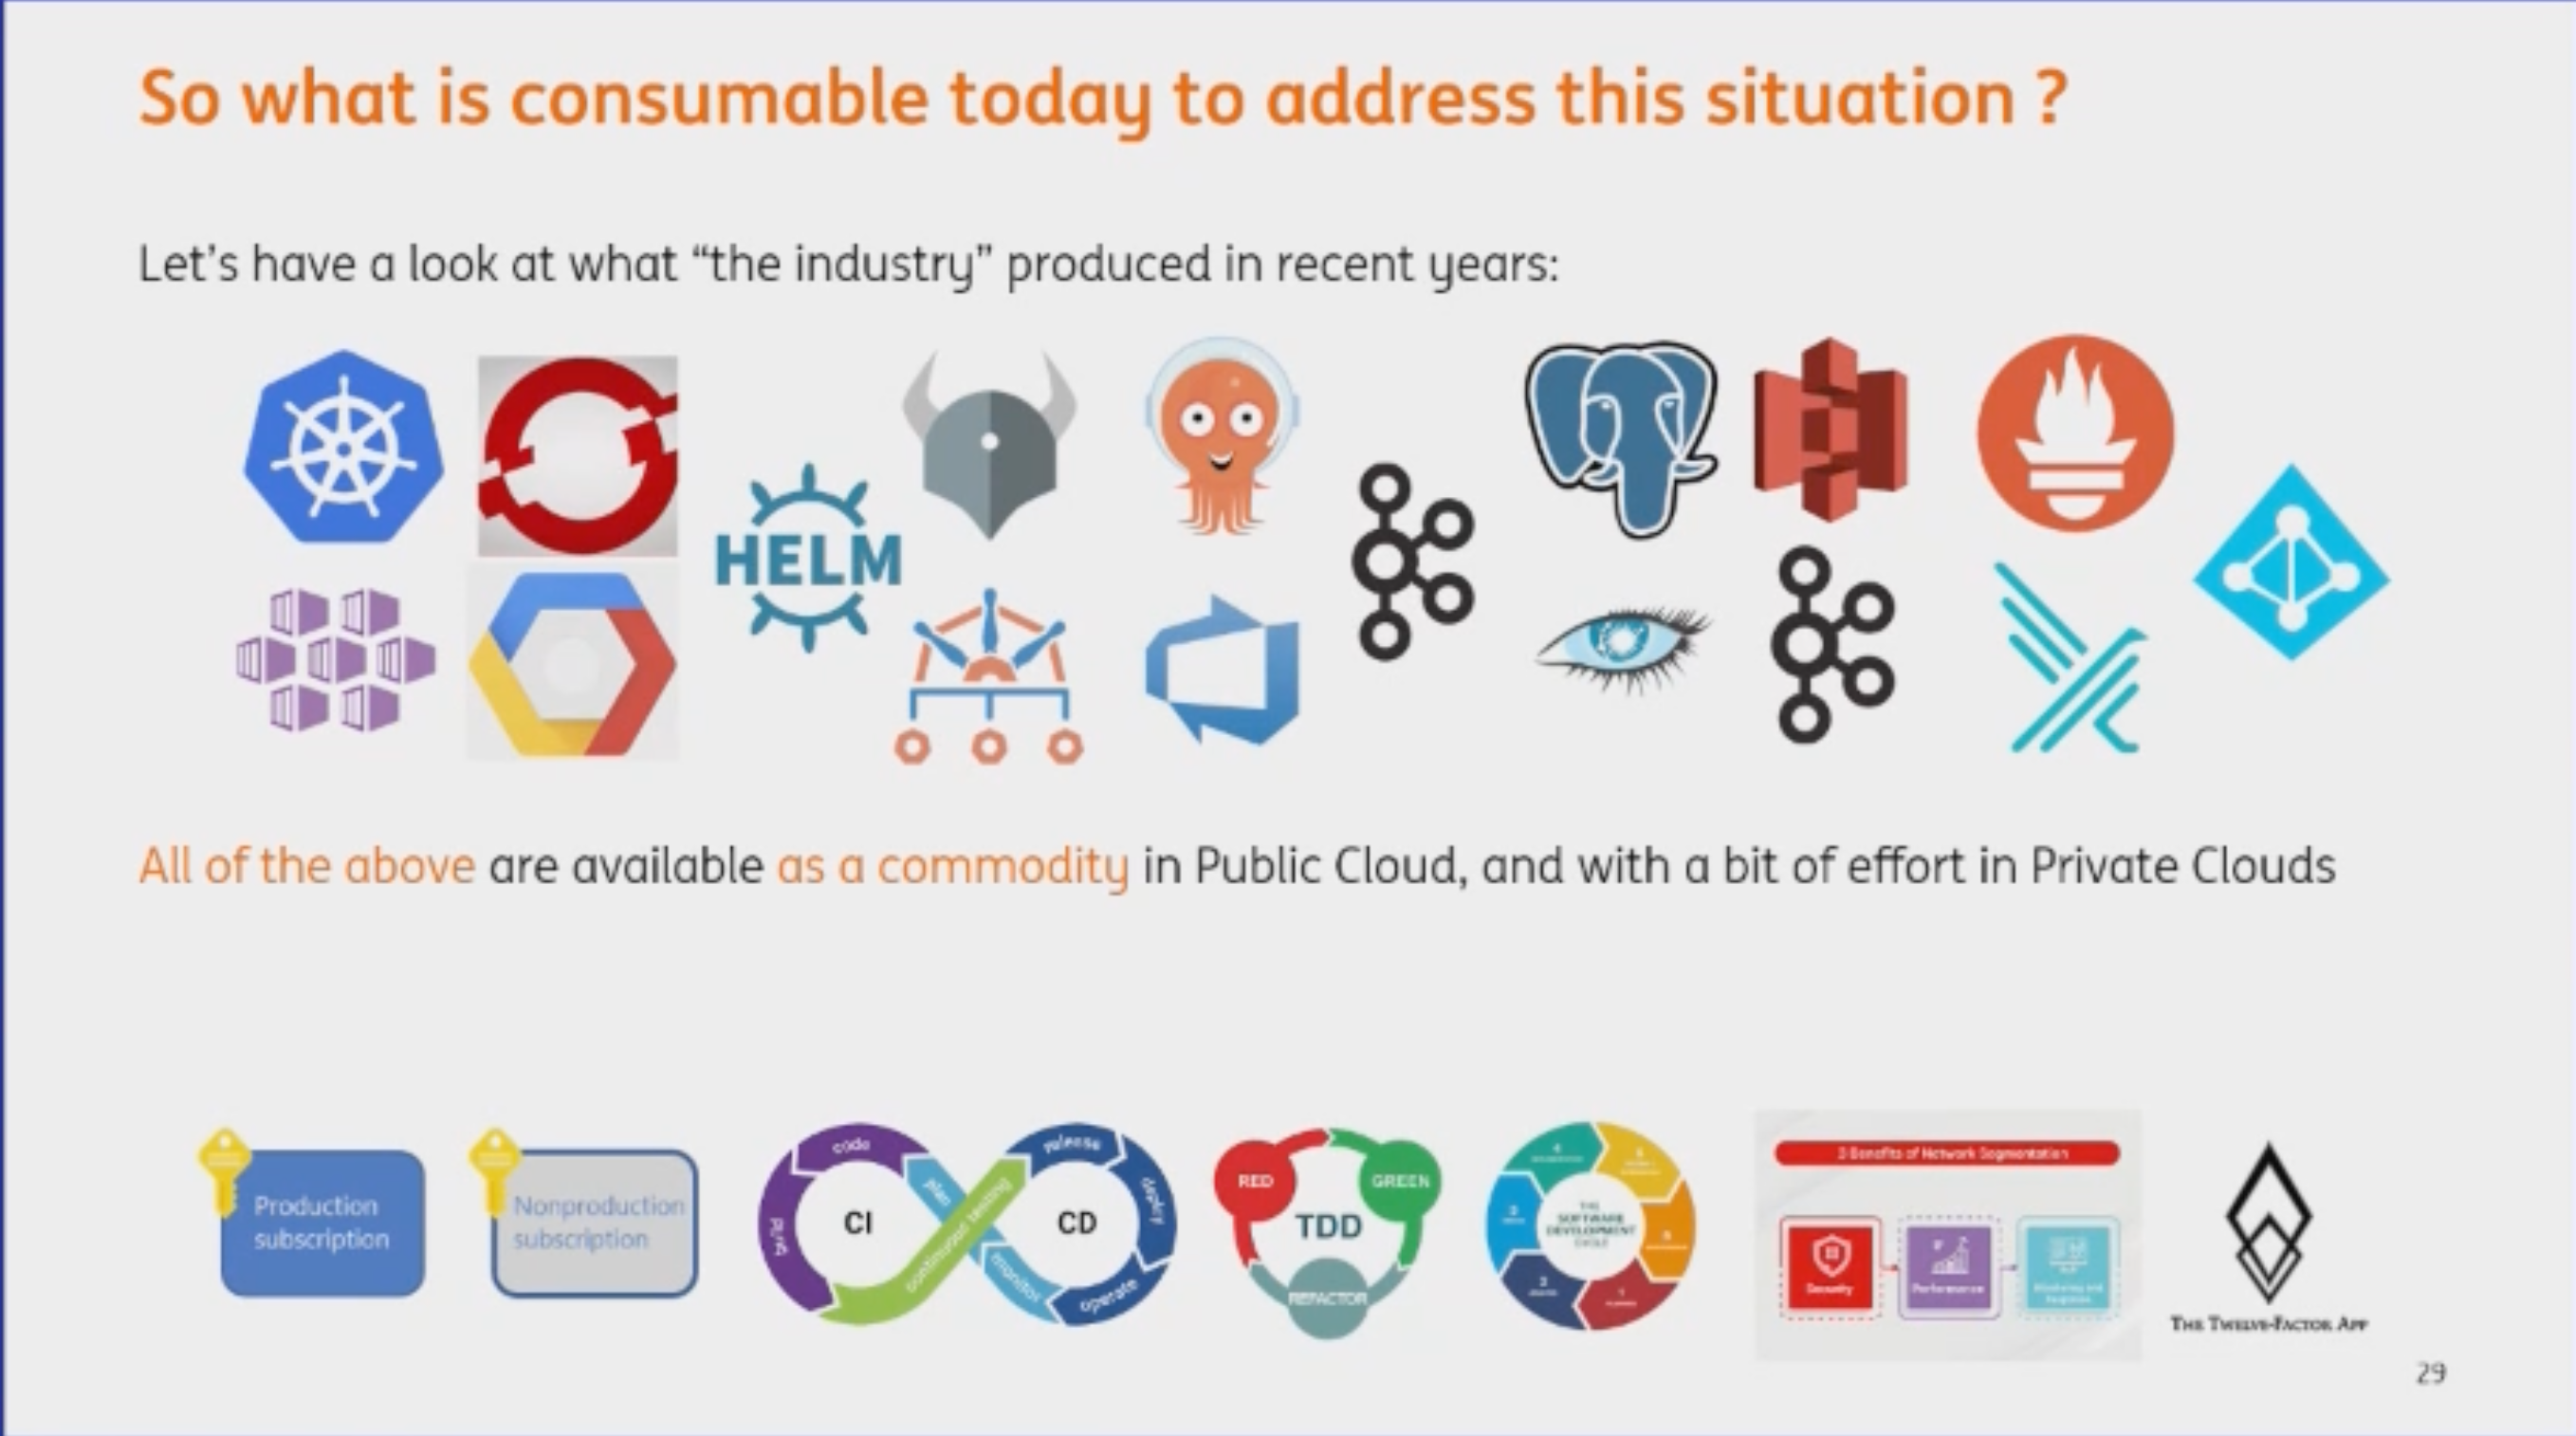 So what is consumable today to address this situation ?
Let's have a look at what “the industry” produced in recent years:
HELM
All of the above are available as a commodity in Public Cloud, and with a bit of effort in Private Clouds
Production
subscription
Nonproduction
subscription
code
plan
CI
continuous testing
release
deploy
CD
operate
monitor
RED
GREEN
TDD
REFACTOR
THE
SOFTWARE
DEVELOPMENT
CYCLE
3 Benefits of Network Segmentation
Security
Performance
THE TWELVE-FACTOR APP
29